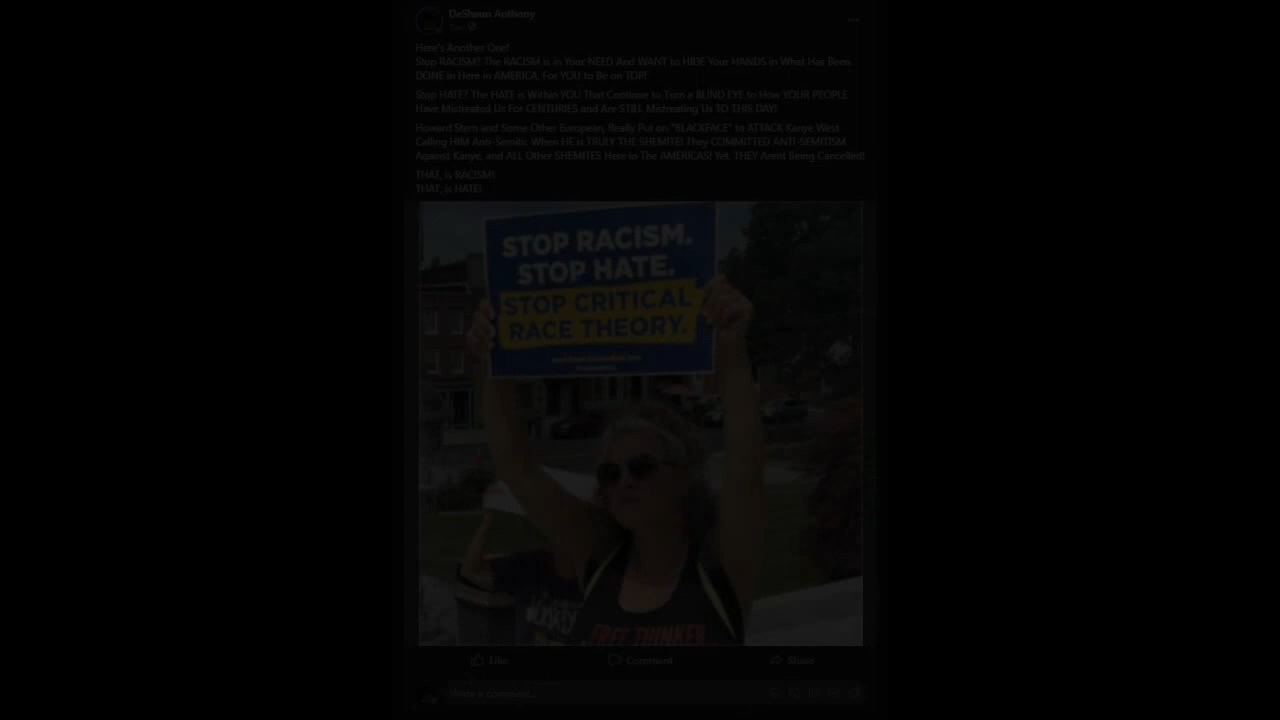 DeShaun Anthony
Here's Another One!
Stop RACISM? The RACISM is in Your NEED And WANT to HIDE Your HANDS in What Has Been
DONE in Here in AMERICA, For YOU to Be on TOP!
Stop HATE? The HATE is Within YOU That Continue to Turn a BLIND EYE to How YOUR PEOPLE
Have Mistreated Us For CENTURIES and Are STILL Mistreating Us TO THIS DAY!
Howard Stern and Some Other European, Really Put on "BLACKFACE" to ATTACK Kanye West
Calling HIM Anti-Semitic When HE is TRULY THE SHEMITE! They COMMITTED ANTI-SEMITISM
Against Kanye, and ALL Other SHEMITES Here in The AMERICAS! Yet, THEY Arent Being Cancelled!
THAT, is RACISM!
THAT, is HATE!
STOP RACISM.
STOP HATE.
STOP CRITICAL
RACE THEORY.
FREE THINKER
Like
Comment
Share
Write a comment...